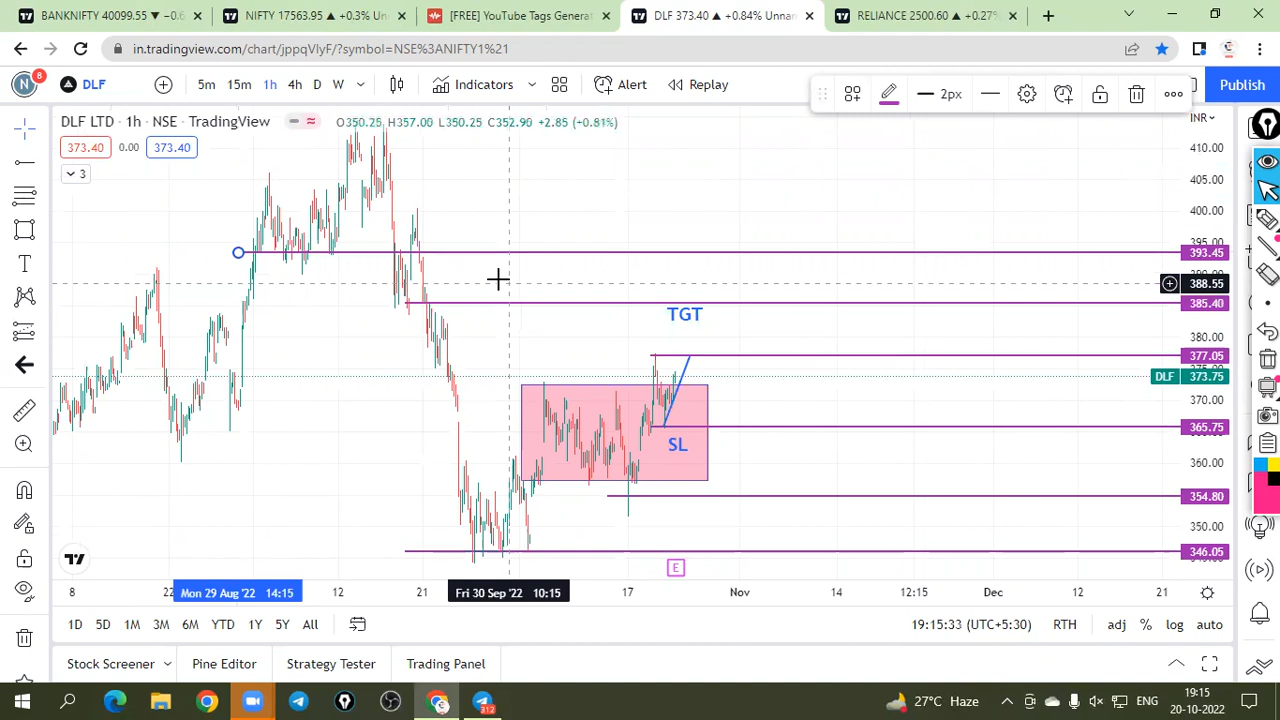 BANKNIFTY 40099.55 ▼ −0.6
NIFTY 17563.95 ▲ +0.3% Un
[FREE] YouTube Tags Generat
DLF 373.40 ▲ +0.84% Unnan
RELIANCE 2500.60 ▲ +0.27%
in.tradingview.com/chart/jppqVlyF/?symbol=NSE%3ANIFTY1%21
N 8 DLF 5m 15m 1h 4h D W Indicators Alert Replay 2px Publish
DLF LTD • 1h • NSE • TradingView O350.25 H357.00 L350.25 C352.90 +2.85 (+0.81%) INR
373.40 0.00 373.40
3
410.00
405.00
400.00
395.00
393.45
388.55
385.40
TGT
380.00
377.05
DLF 373.75
370.00
365.75
SL
360.00
354.80
350.00
346.05
E
8 22 Mon 29 Aug '22 14:15 12 21 Fri 30 Sep '22 10:15 17 Nov 14 12:15 Dec 12 21
1D 5D 1M 3M 6M YTD 1Y 5Y All 19:15:33 (UTC+5:30) RTH adj % log auto
Stock Screener Pine Editor Strategy Tester Trading Panel
312 27°C Haze ENG 19:15
20-10-2022